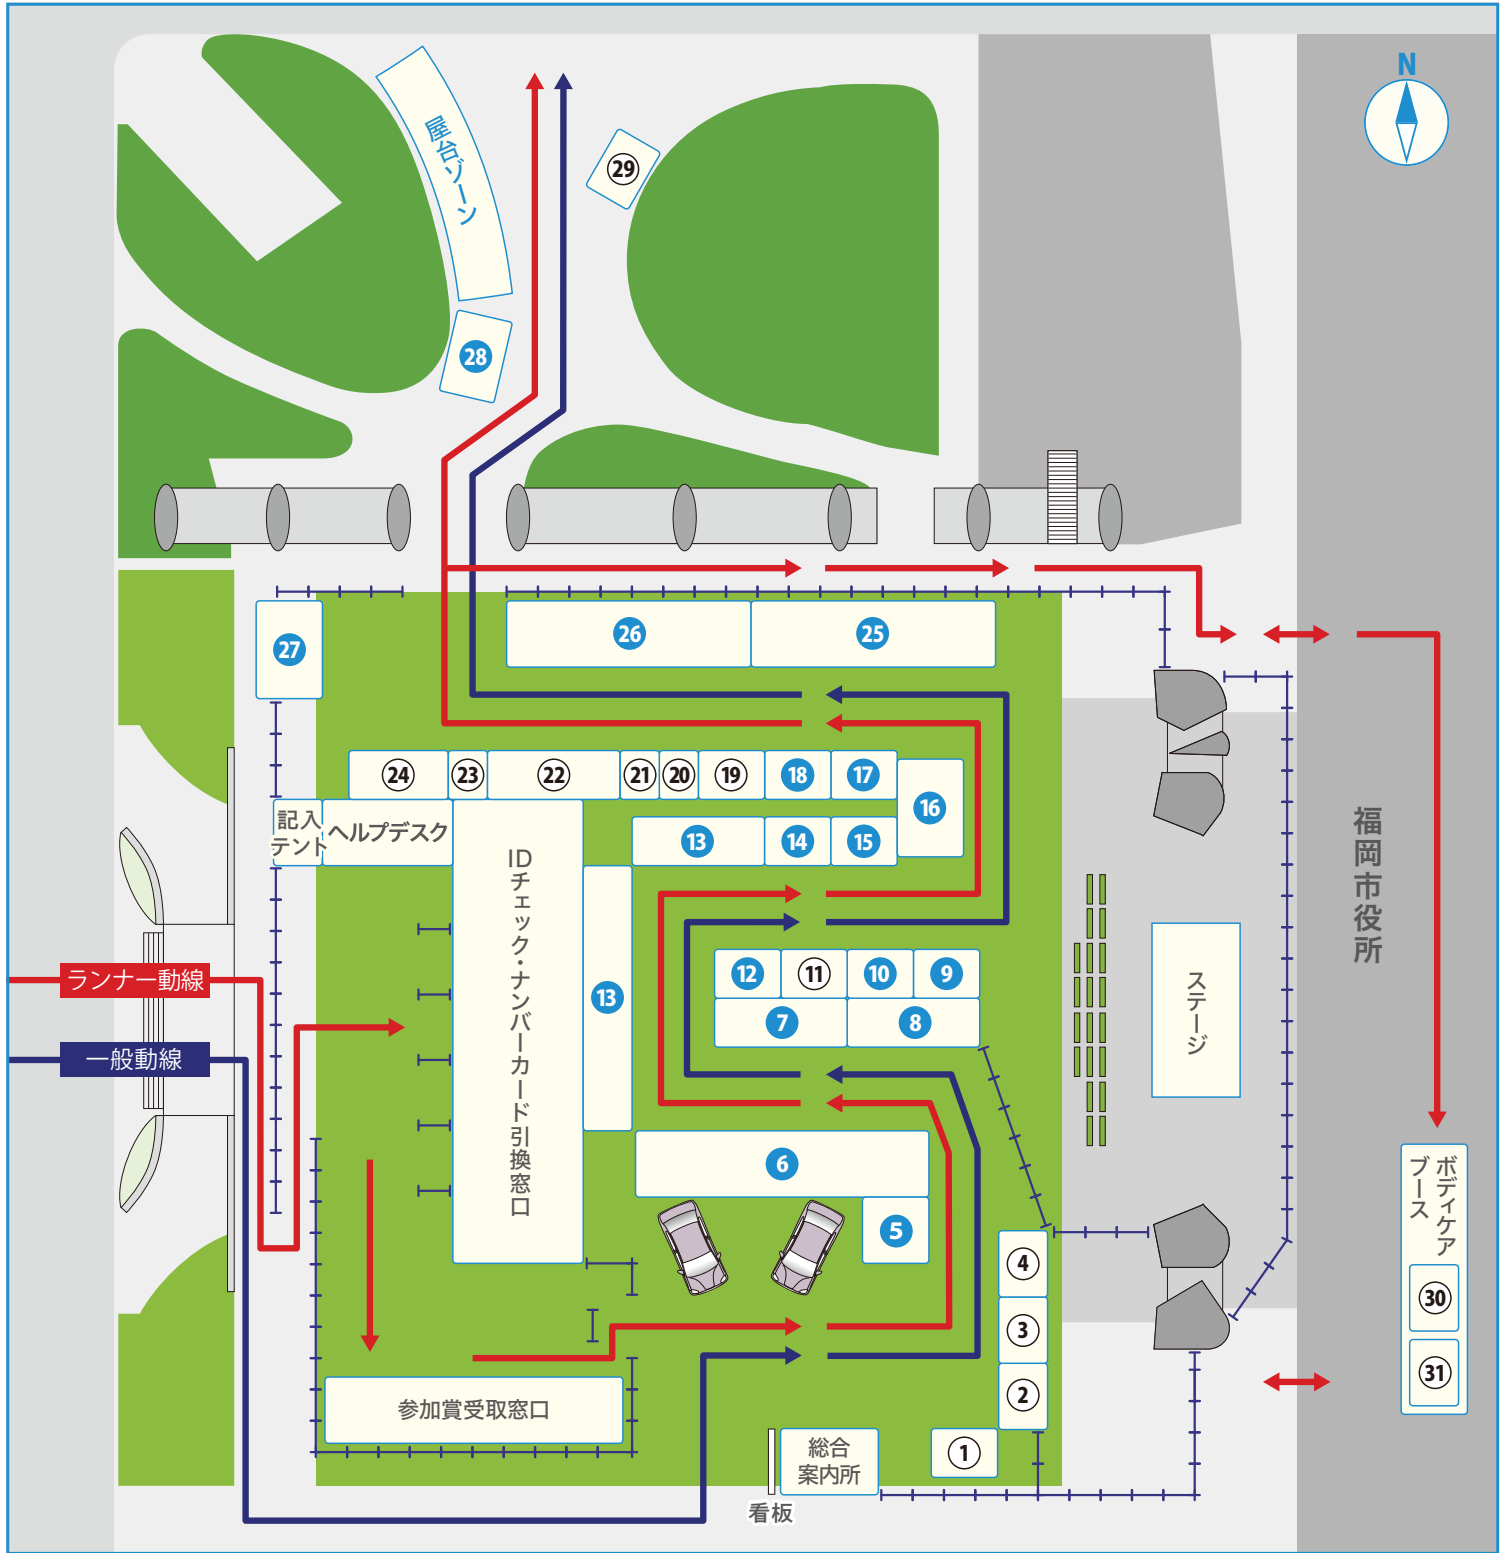 N
屋台ゾーン
29
28
26
25
27
24
23
22
21
20
19
18
17
16
記入
テント
ヘルプデスク
13
14
15
IDチェック・ナンバーカード引換窓口
13
福岡市役所
ランナー動線
一般動線
12
11
10
9
7
8
ステージ
6
5
ボディケア
ブース
4
3
2
1
30
31
参加賞受取窓口
総合
案内所
看板